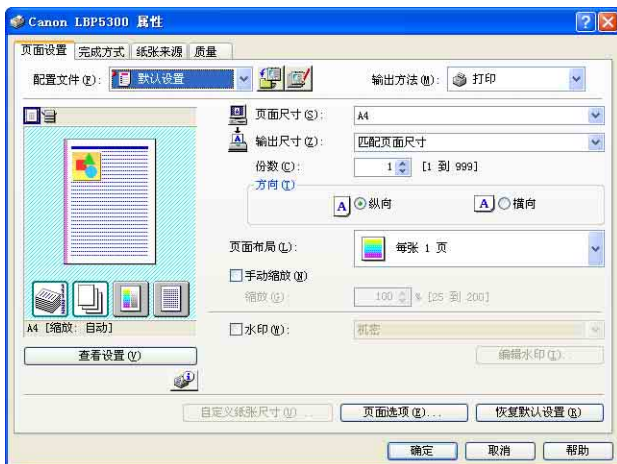 Canon LBP5300 属性
页面设置 完成方式 纸张来源 质量
配置文件(F): 默认设置 输出方法(M): 打印
页面尺寸(S): A4
输出尺寸(Z): 匹配页面尺寸
份数(C): 1 [1 到 999]
方向(T)
A 纵向 A 横向
页面布局(L): 每张 1 页
手动缩放(N)
缩放(G): 100 % [25 到 200]
A4 [缩放: 自动]
水印(W): 机密
查看设置(V) 编辑水印(I)...
自定义纸张尺寸(U)... 页面选项(E)... 恢复默认设置(R)
确定 取消 帮助